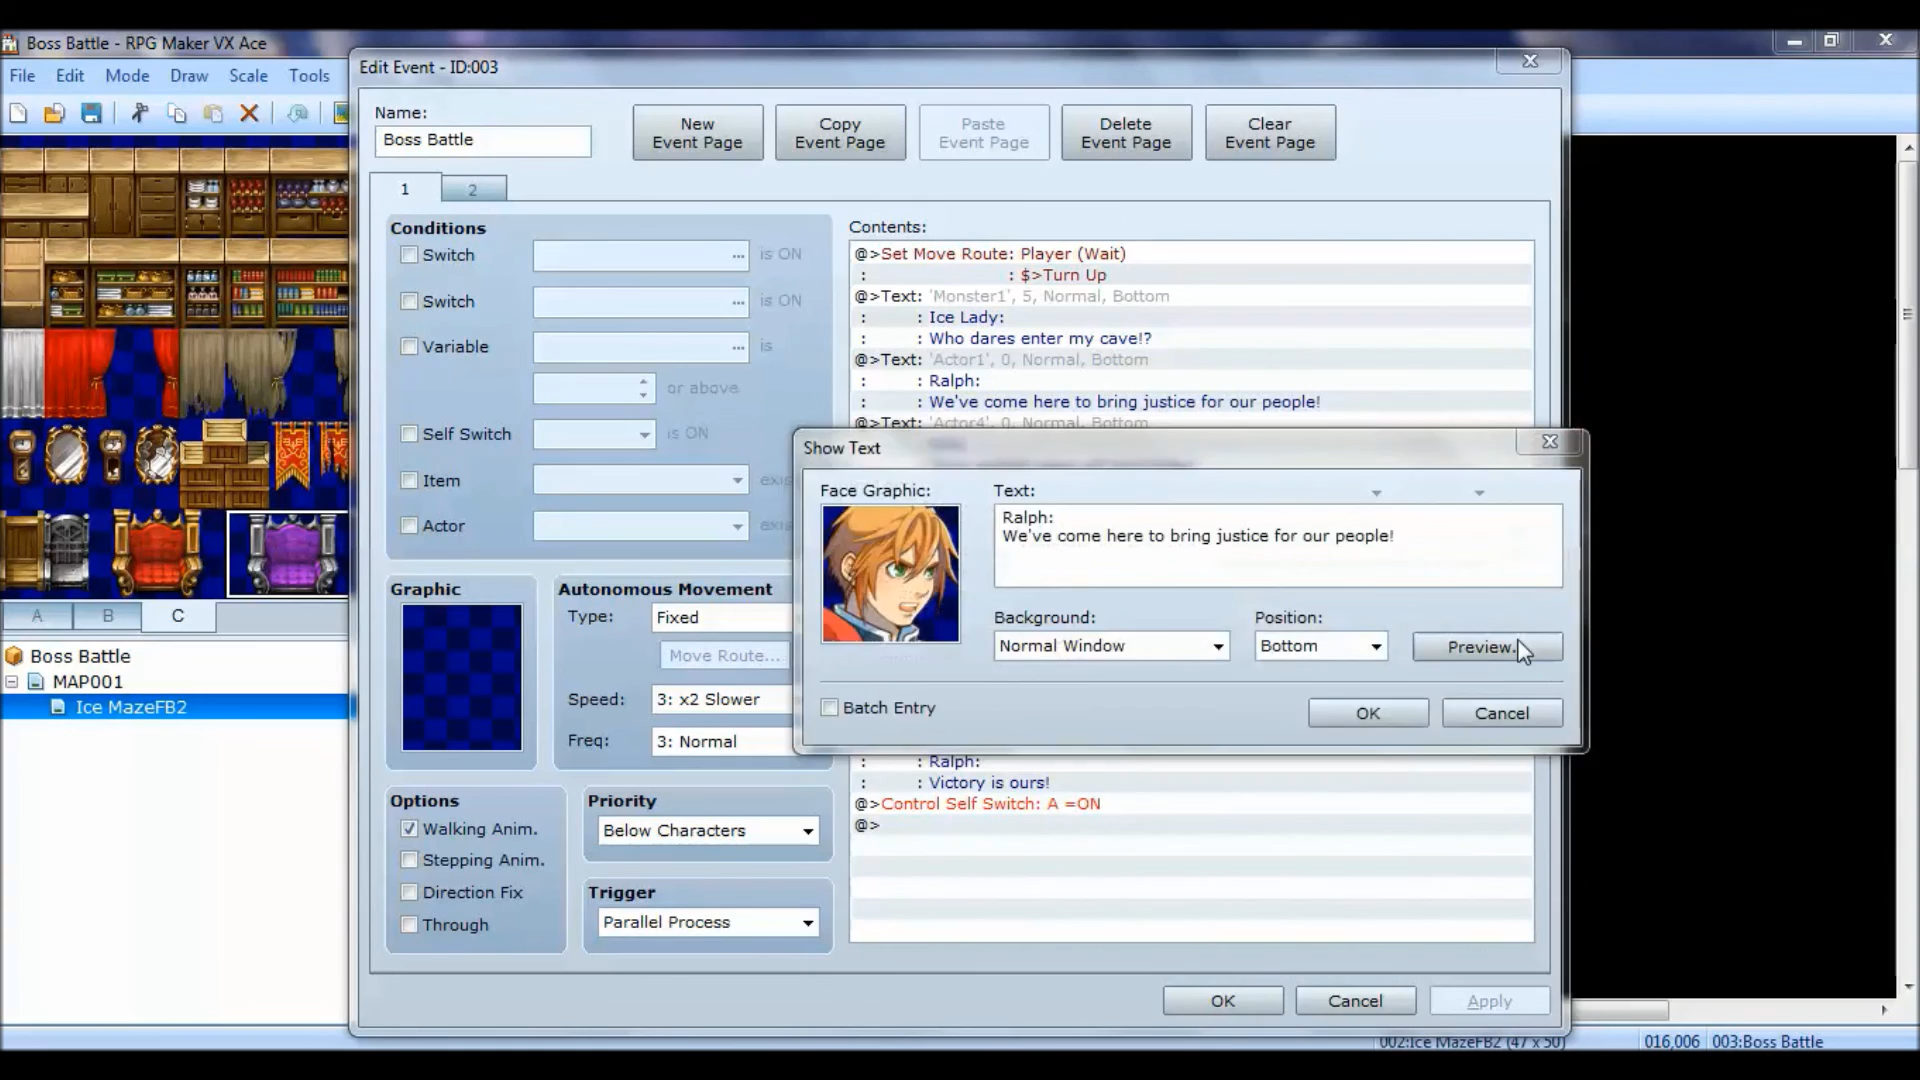 Boss Battle - RPG Maker VX Ace
File Edit Mode Draw Scale Tools
A B C
Boss Battle
MAP001
Ice MazeFB2
Edit Event - ID:003
Name:
Boss Battle
New Event Page
Copy Event Page
Paste Event Page
Delete Event Page
Clear Event Page
1 2
Conditions
Switch ... is ON
Switch ... is ON
Variable ... is
or above
Self Switch is ON
Item
Actor
Graphic
Autonomous Movement
Type: Fixed
Move Route...
Speed: 3: x2 Slower
Freq: 3: Normal
Options
Walking Anim.
Stepping Anim.
Direction Fix
Through
Priority
Below Characters
Trigger
Parallel Process
Contents:
@>Set Move Route: Player (Wait)
: : $>Turn Up
@>Text: 'Monster1', 5, Normal, Bottom
: : Ice Lady:
: : Who dares enter my cave!?
@>Text: 'Actor1', 0, Normal, Bottom
: : Ralph:
: : We've come here to bring justice for our people!
@>Text: 'Actor4', 0, Normal, Bottom
Show Text
Face Graphic:
Text:
Ralph:
We've come here to bring justice for our people!
Background:
Normal Window
Position:
Bottom
Preview
Batch Entry
OK Cancel
: : Ralph:
: : Victory is ours!
@>Control Self Switch: A =ON
@>
OK Cancel Apply
002:Ice MazeFB2 (47 x 50) 016,006 003:Boss Battle